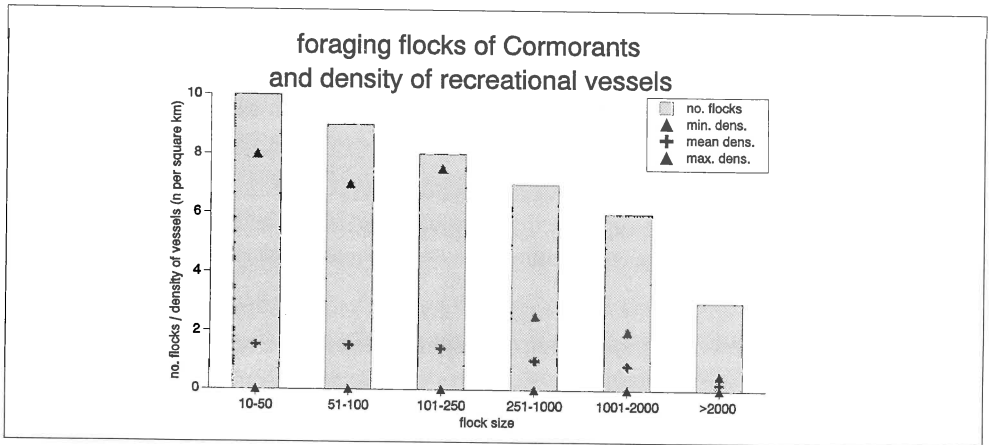 foraging flocks of Cormorants
and density of recreational vessels
no. flocks / density of vessels (n per square km)
10
8
6
4
2
0
no. flocks
min. dens.
mean dens.
max. dens.
10-50
51-100
101-250
251-1000
1001-2000
>2000
flock size